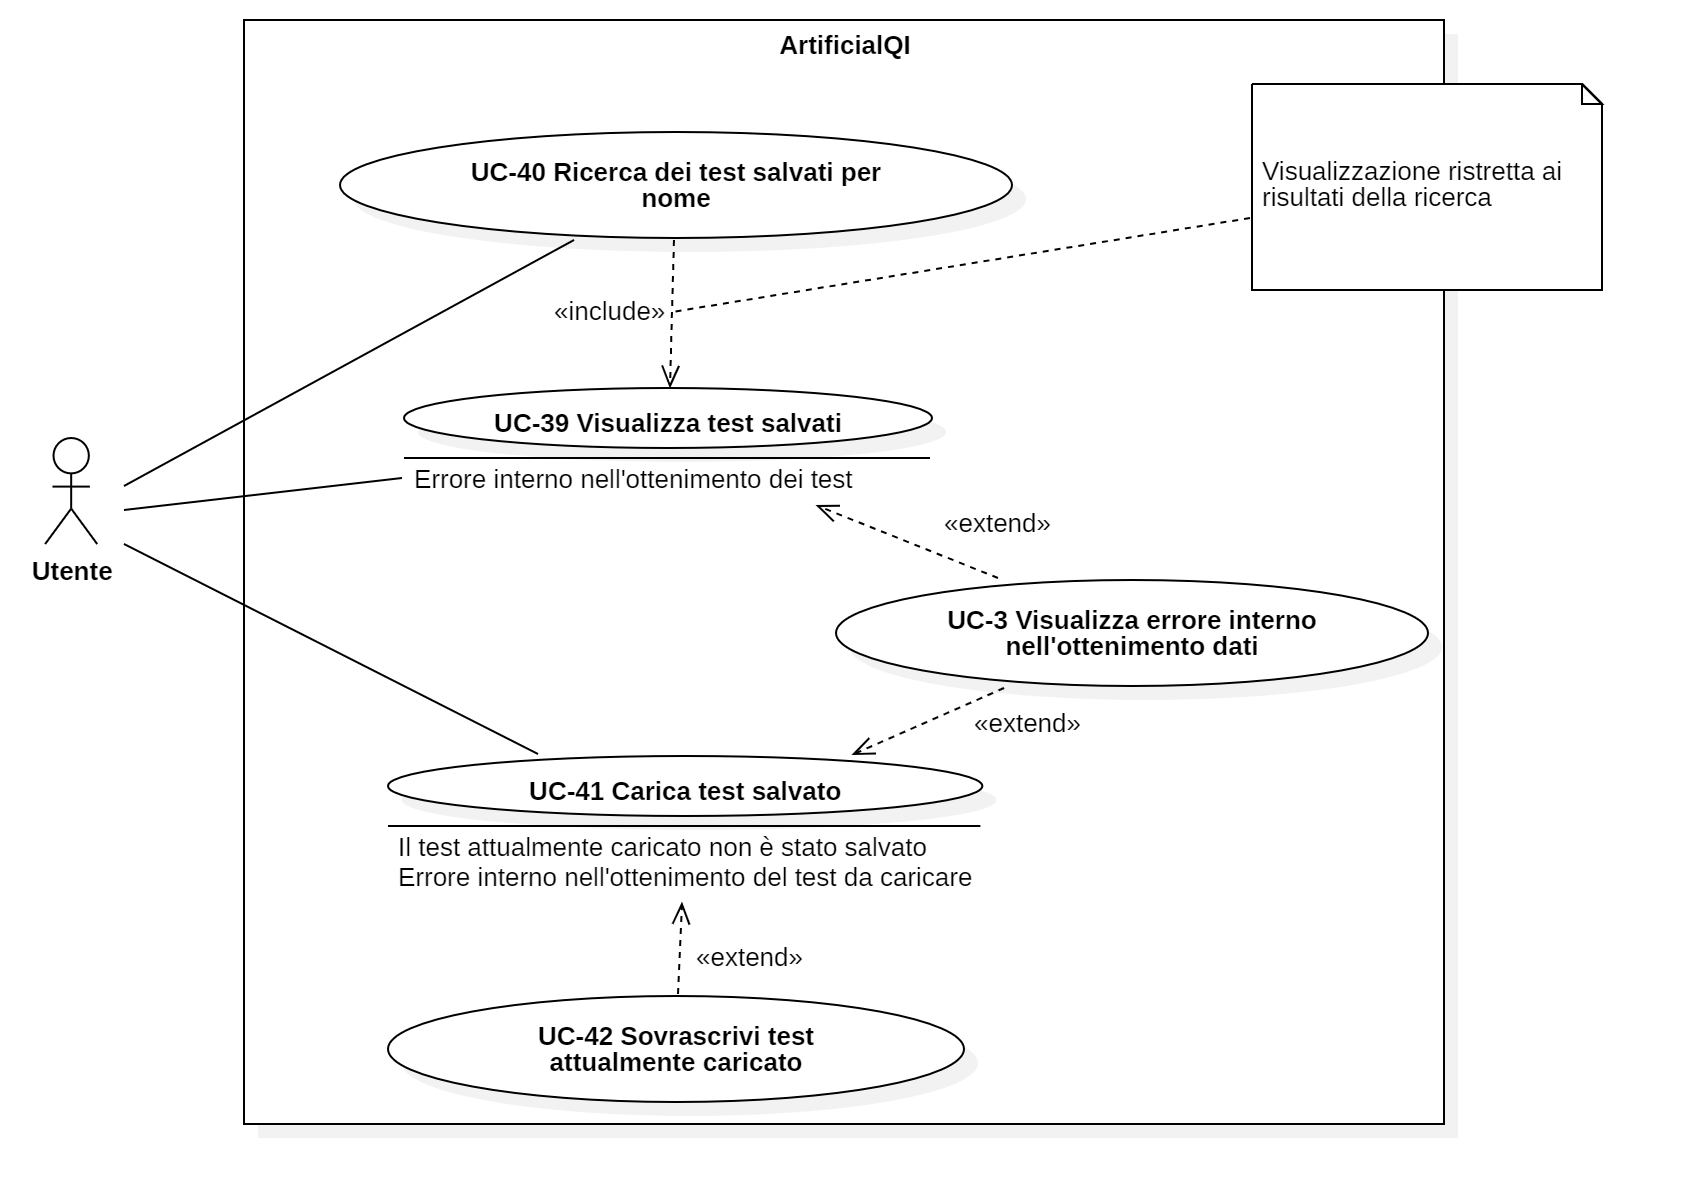 ArtificialQI
UC-40 Ricerca dei test salvati per
nome
Visualizzazione ristretta ai
risultati della ricerca
«include»
UC-39 Visualizza test salvati
Errore interno nell'ottenimento dei test
«extend»
Utente
UC-3 Visualizza errore interno
nell'ottenimento dati
«extend»
UC-41 Carica test salvato
Il test attualmente caricato non è stato salvato
Errore interno nell'ottenimento del test da caricare
«extend»
UC-42 Sovrascrivi test
attualmente caricato